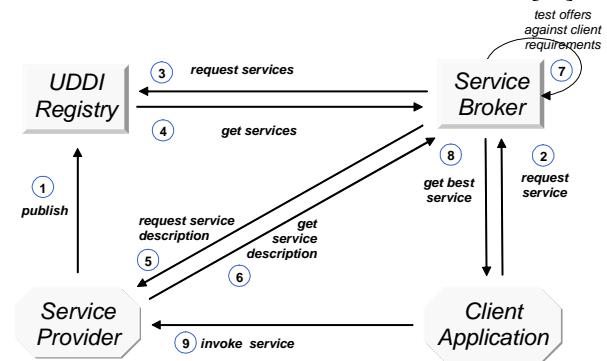 test offers
against client
requirements
7
3
request services
UDDI
Registry
Service
Broker
4
get services
1
publish
8
get best
service
2
request
service
request service
description
5
get
service
description
6
Service
Provider
Client
Application
9 invoke service